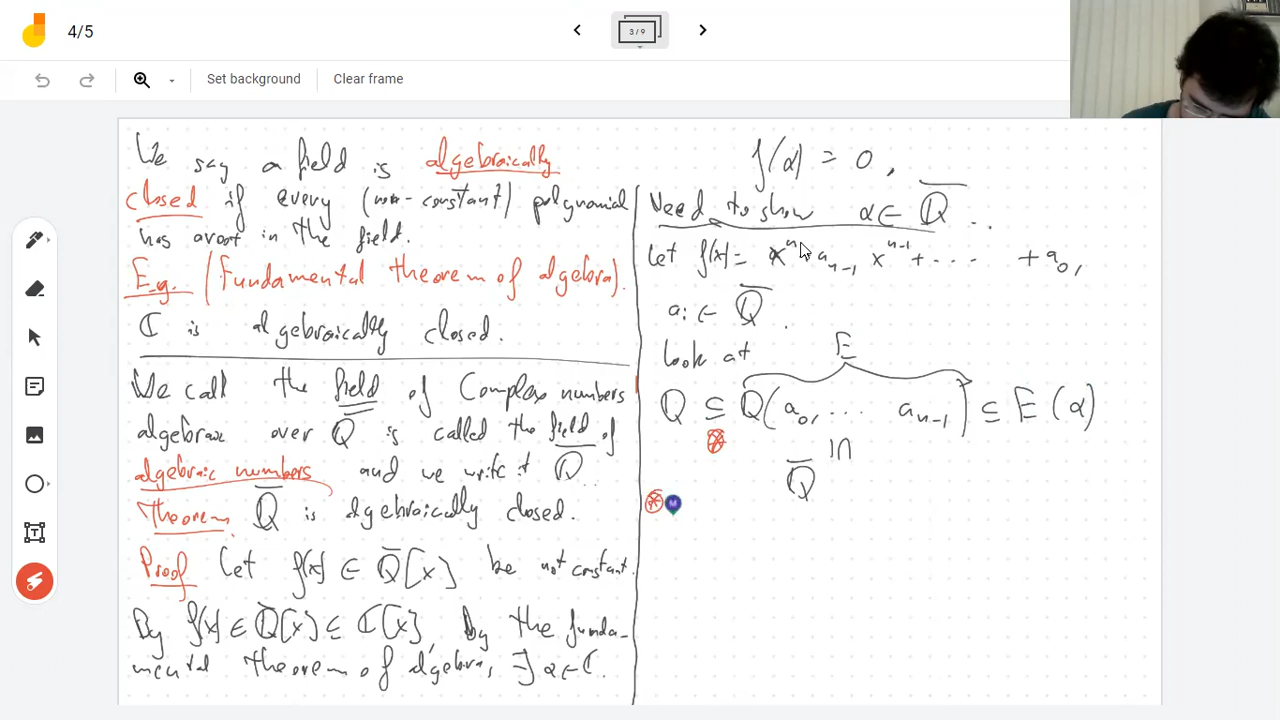 4/5
3 / 9
Set background
Clear frame
We say a field is algebraically
closed if every (non-constant) polynomial
has a root in the field.
E.g. (Fundamental theorem of algebra).
ℂ is algebraically closed.
We call the field of Complex numbers
algebraic over ℚ is called the field of
algebraic numbers and we write it ℚ̅.
Theorem. ℚ̅ is algebraically closed.
Proof Let f(x) ∈ ℚ̅[x] be not constant.
By f(x) ∈ ℚ̅[x] ⊆ ℂ[x], by the funda-
mental theorem of algebra, ∃ α ∈ ℂ.
f(α) = 0,
Need to show α ∈ ℚ̅ ..
Let f(x) = xⁿ + aₙ₋₁ xⁿ⁻¹ + ... + a₀,
aᵢ ∈ ℚ̅.
Look at E
ℚ ⊆ ℚ(a₀, ... aₙ₋₁) ⊆ E(α)
⊛ |∩
ℚ̅
⊛ M